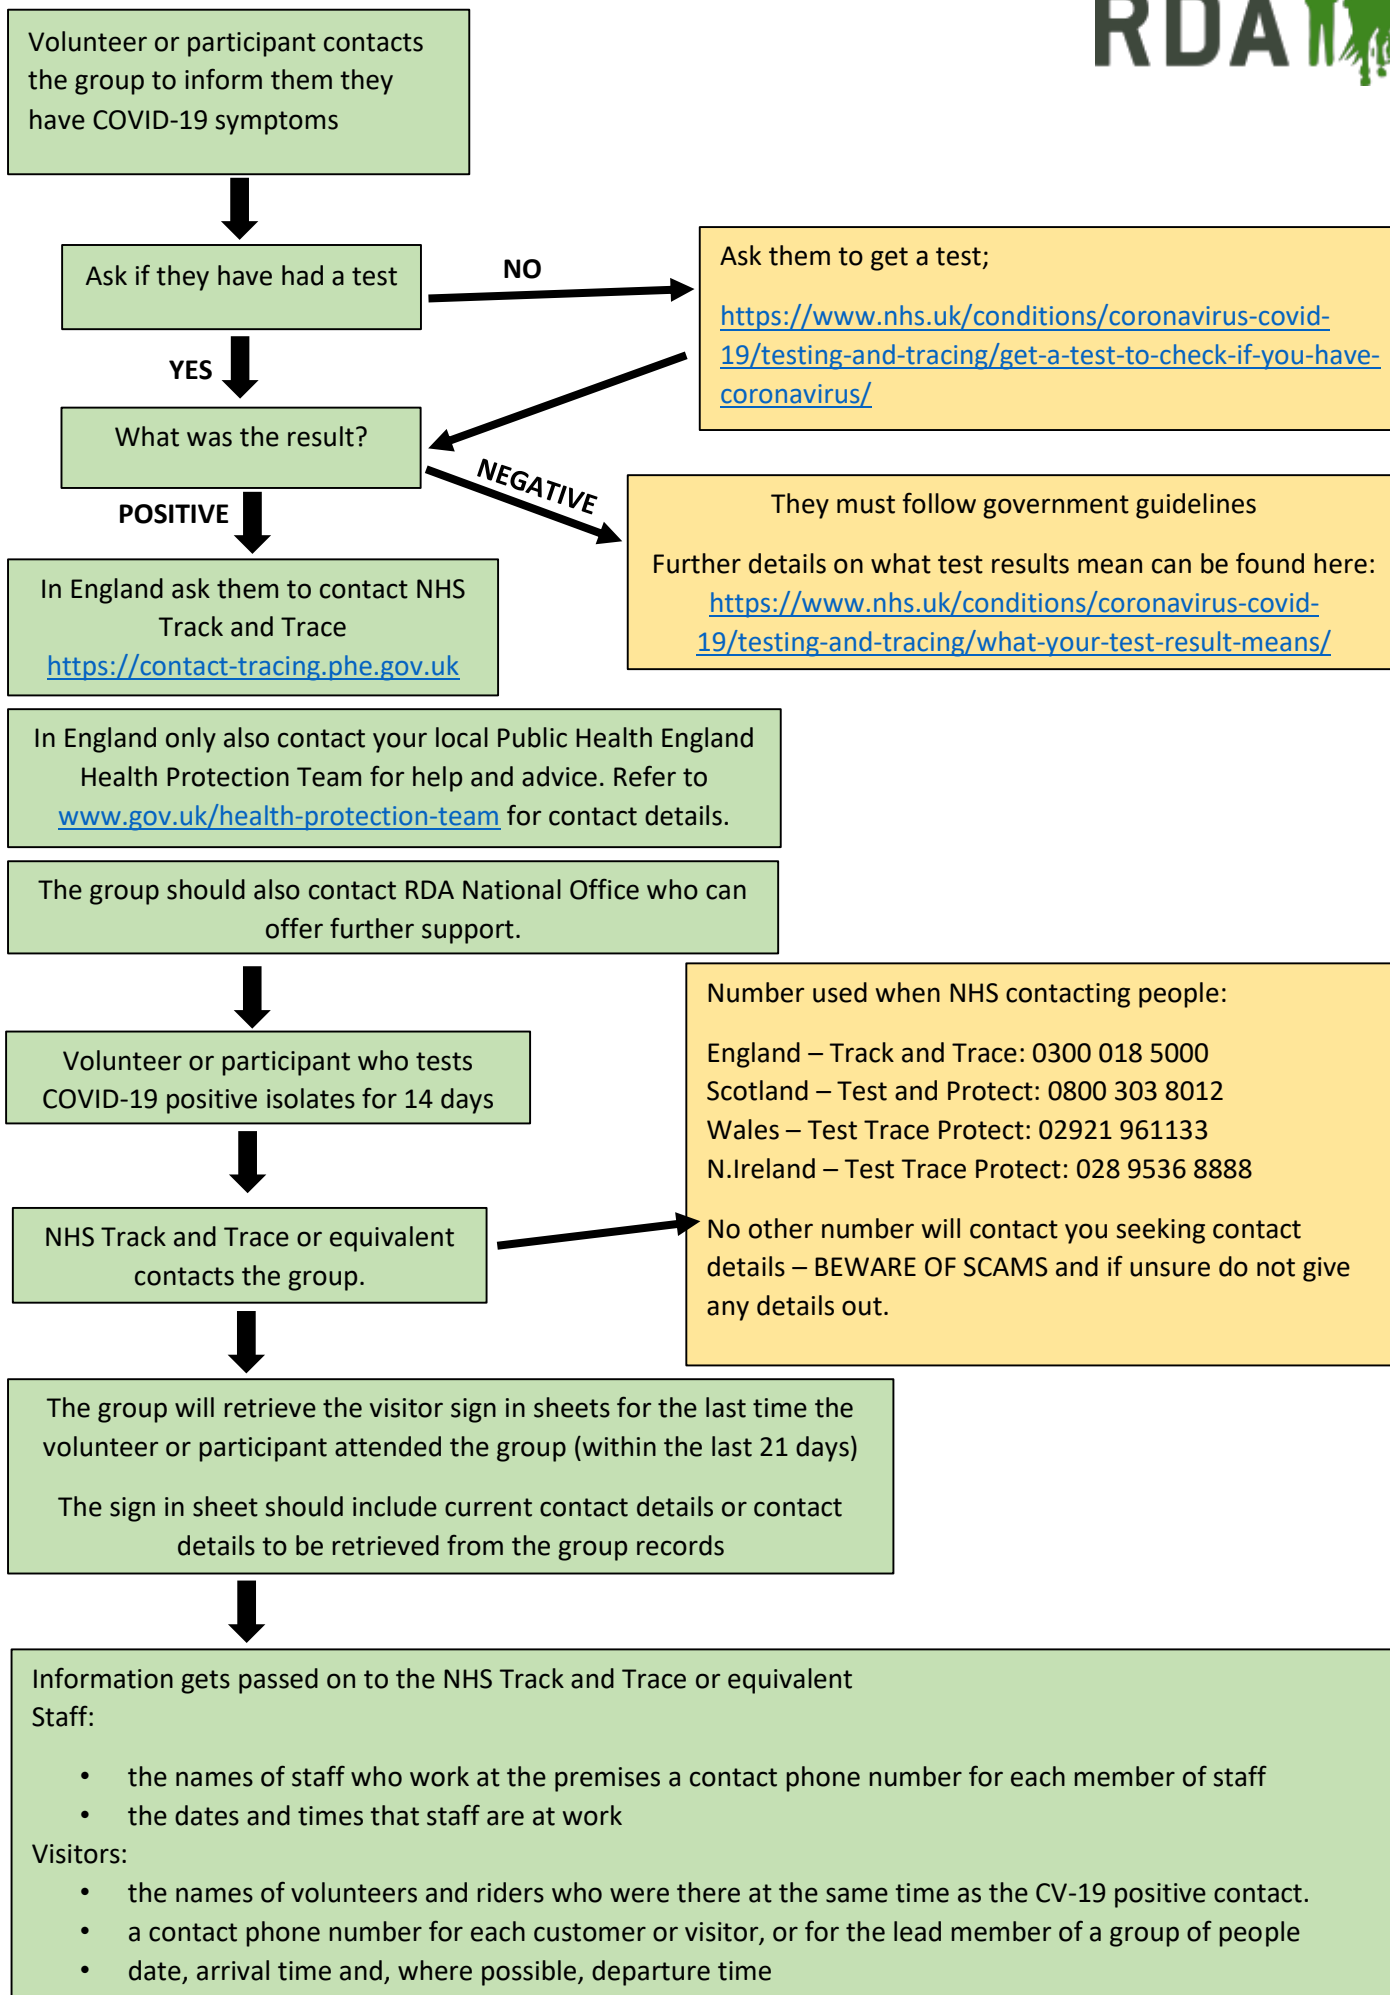 RDA
Volunteer or participant contacts
the group to inform them they
have COVID-19 symptoms
Ask if they have had a test
NO
Ask them to get a test;
https://www.nhs.uk/conditions/coronavirus-covid-
19/testing-and-tracing/get-a-test-to-check-if-you-have-
coronavirus/
YES
What was the result?
NEGATIVE
They must follow government guidelines
Further details on what test results mean can be found here:
https://www.nhs.uk/conditions/coronavirus-covid-
19/testing-and-tracing/what-your-test-result-means/
POSITIVE
In England ask them to contact NHS
Track and Trace
https://contact-tracing.phe.gov.uk
In England only also contact your local Public Health England
Health Protection Team for help and advice. Refer to
www.gov.uk/health-protection-team for contact details.
The group should also contact RDA National Office who can
offer further support.
Volunteer or participant who tests
COVID-19 positive isolates for 14 days
NHS Track and Trace or equivalent
contacts the group.
Number used when NHS contacting people:
England – Track and Trace: 0300 018 5000
Scotland – Test and Protect: 0800 303 8012
Wales – Test Trace Protect: 02921 961133
N.Ireland – Test Trace Protect: 028 9536 8888
No other number will contact you seeking contact
details – BEWARE OF SCAMS and if unsure do not give
any details out.
The group will retrieve the visitor sign in sheets for the last time the
volunteer or participant attended the group (within the last 21 days)
The sign in sheet should include current contact details or contact
details to be retrieved from the group records
Information gets passed on to the NHS Track and Trace or equivalent
Staff:
• the names of staff who work at the premises a contact phone number for each member of staff
• the dates and times that staff are at work
Visitors:
• the names of volunteers and riders who were there at the same time as the CV-19 positive contact.
• a contact phone number for each customer or visitor, or for the lead member of a group of people
• date, arrival time and, where possible, departure time